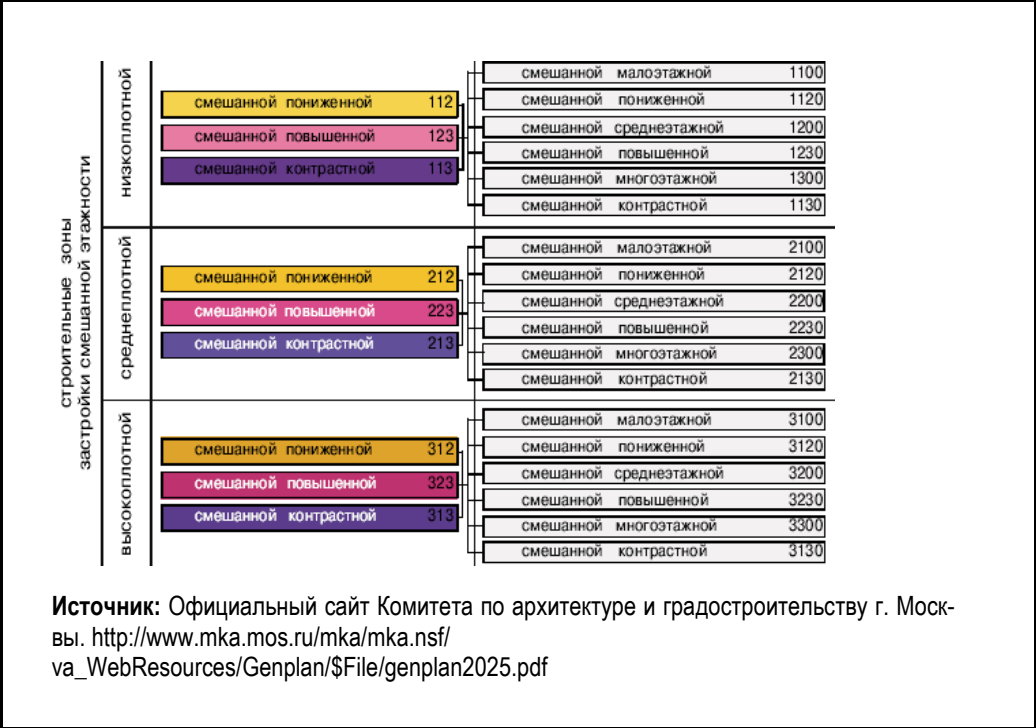 строительные зоны
застройки смешанной этажности
низкоплотной
смешанной пониженной 112
смешанной повышенной 123
смешанной контрастной 113
смешанной малоэтажной 1100
смешанной пониженной 1120
смешанной среднеэтажной 1200
смешанной повышенной 1230
смешанной многоэтажной 1300
смешанной контрастной 1130
среднеплотной
смешанной пониженной 212
смешанной повышенной 223
смешанной контрастной 213
смешанной малоэтажной 2100
смешанной пониженной 2120
смешанной среднеэтажной 2200
смешанной повышенной 2230
смешанной многоэтажной 2300
смешанной контрастной 2130
высокоплотной
смешанной пониженной 312
смешанной повышенной 323
смешанной контрастной 313
смешанной малоэтажной 3100
смешанной пониженной 3120
смешанной среднеэтажной 3200
смешанной повышенной 3230
смешанной многоэтажной 3300
смешанной контрастной 3130
Источник: Официальный сайт Комитета по архитектуре и градостроительству г. Моск-
вы. http://www.mka.mos.ru/mka/mka.nsf/
va_WebResources/Genplan/$File/genplan2025.pdf